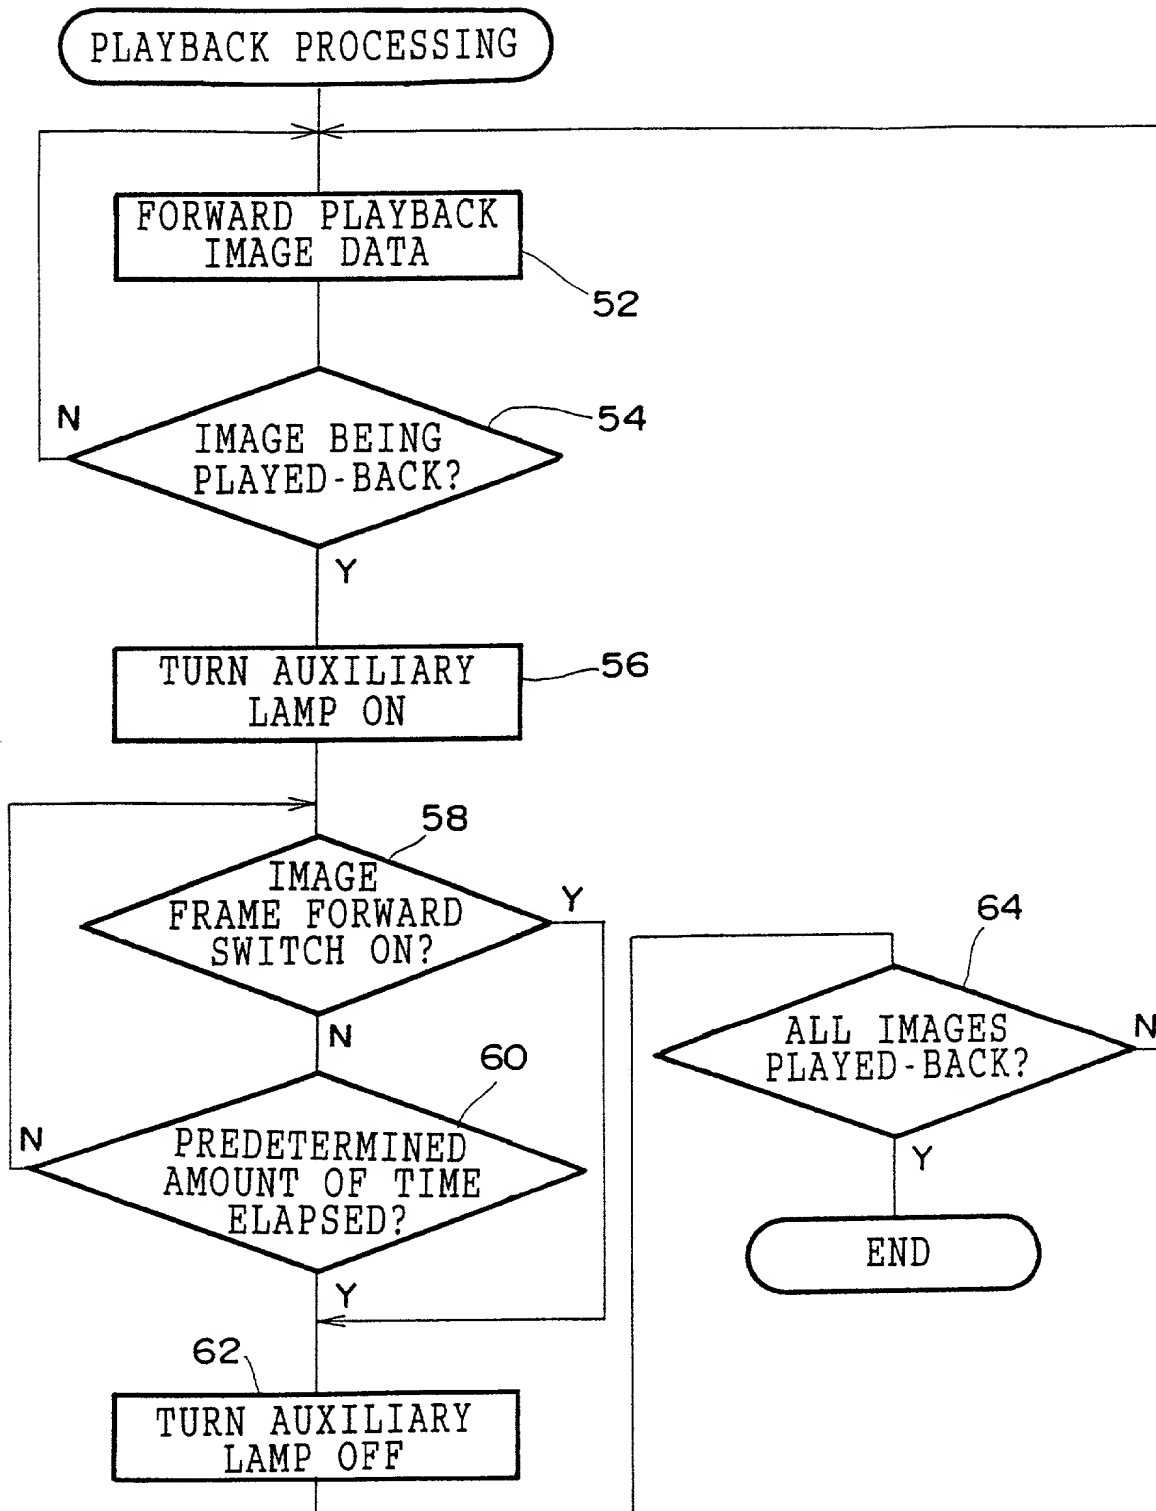 PLAYBACK PROCESSING
FORWARD PLAYBACK
IMAGE DATA
52
N
54
IMAGE BEING
PLAYED-BACK?
Y
TURN AUXILIARY
LAMP ON
56
58
IMAGE
FRAME FORWARD
SWITCH ON?
Y
N
60
N
PREDETERMINED
AMOUNT OF TIME
ELAPSED?
Y
62
TURN AUXILIARY
LAMP OFF
64
ALL IMAGES
PLAYED-BACK?
N
Y
END